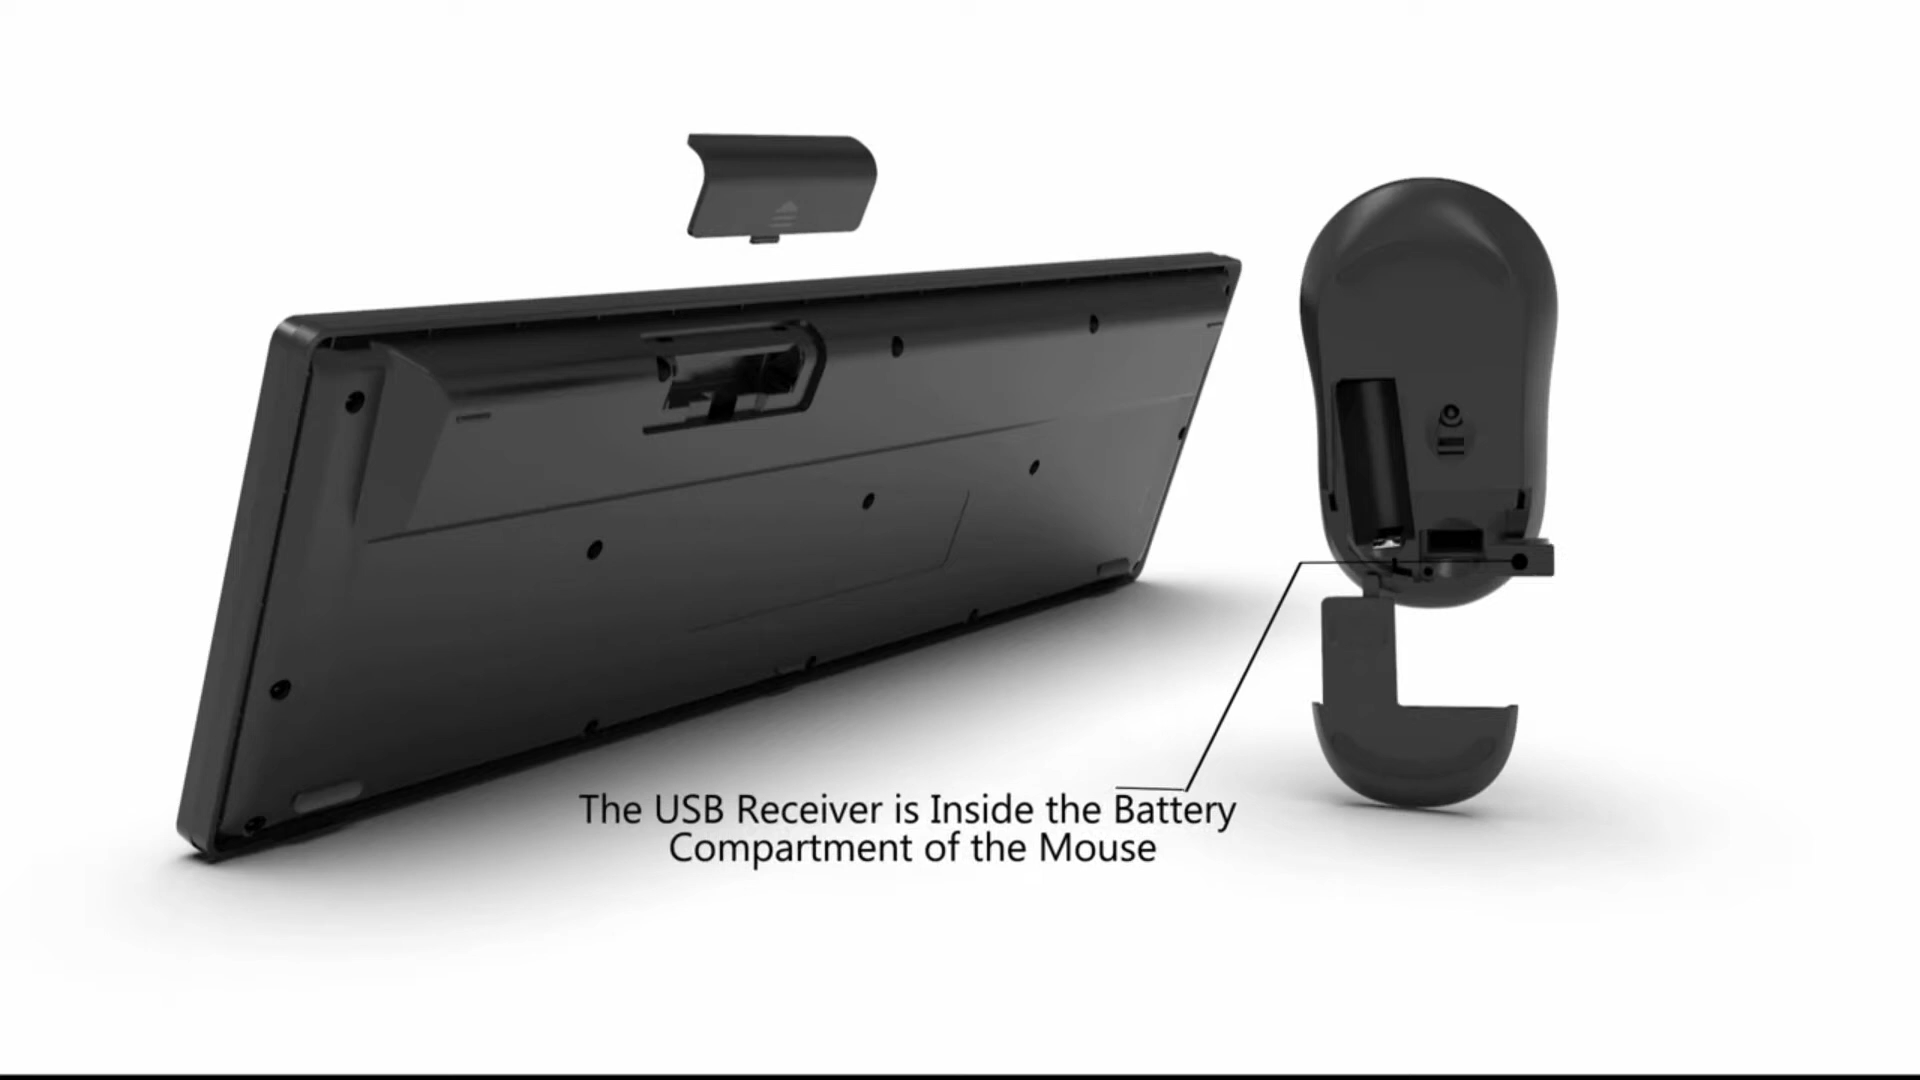 The USB Receiver is Inside the Battery
Compartment of the Mouse